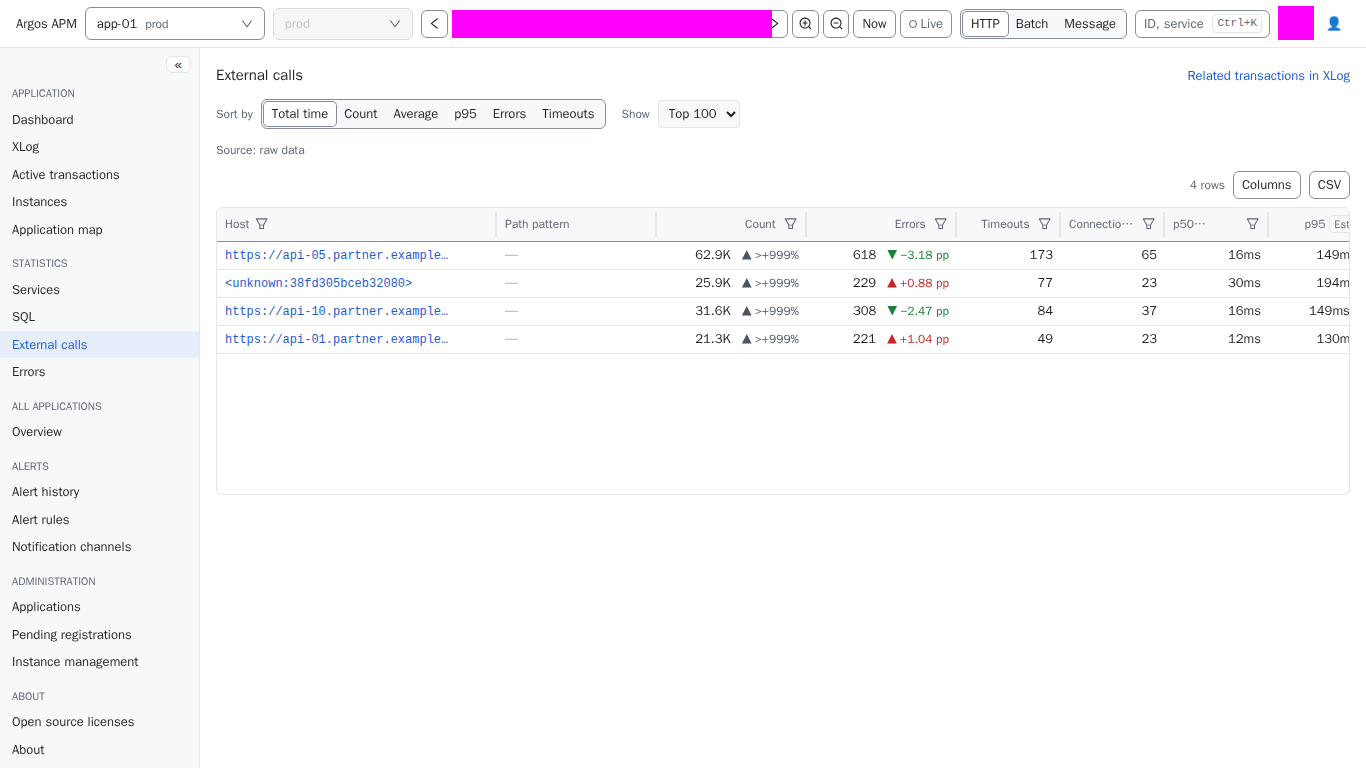 Argos APM
app-01 prod
prod
Now
Live
HTTP
Batch
Message
ID, service Ctrl+K
«
External calls
Related transactions in XLog
APPLICATION
Dashboard
XLog
Active transactions
Instances
Application map
STATISTICS
Services
SQL
External calls
Errors
ALL APPLICATIONS
Overview
ALERTS
Alert history
Alert rules
Notification channels
ADMINISTRATION
Applications
Pending registrations
Instance management
ABOUT
Open source licenses
About
Sort by Total time Count Average p95 Errors Timeouts Show Top 100
Source: raw data
4 rows Columns CSV
Host Path pattern Count Errors Timeouts Connectio… p50… p95 Est
https://api-05.partner.example… — 62.9K ▲ >+999% 618 ▼ −3.18 pp 173 65 16ms 149m
<unknown:38fd305bceb32080> — 25.9K ▲ >+999% 229 ▲ +0.88 pp 77 23 30ms 194m
https://api-10.partner.example… — 31.6K ▲ >+999% 308 ▼ −2.47 pp 84 37 16ms 149ms
https://api-01.partner.example… — 21.3K ▲ >+999% 221 ▲ +1.04 pp 49 23 12ms 130m